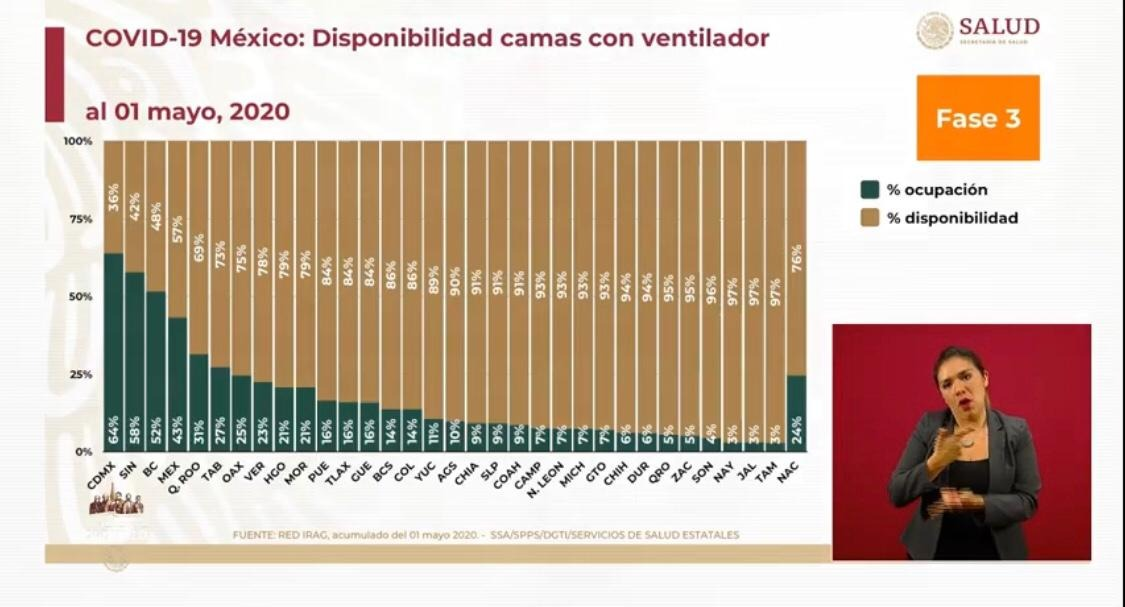 COVID-19 México: Disponibilidad camas con ventilador
al 01 mayo, 2020
SALUD
SECRETARÍA DE SALUD
Fase 3
% ocupación
% disponibilidad
100%
75%
50%
25%
0%
36% 42% 48% 57% 69% 73% 75% 78% 79% 79% 84% 84% 84% 86% 86% 89% 90% 91% 91% 91% 93% 93% 93% 93% 94% 94% 95% 95% 96% 97% 97% 97% 76%
64% 58% 52% 43% 31% 27% 25% 23% 21% 21% 16% 16% 16% 14% 14% 11% 10% 9% 9% 9% 7% 7% 7% 7% 6% 6% 5% 5% 4% 3% 3% 3% 24%
CDMX SIN BC MEX Q. ROO TAB OAX VER HGO MOR PUE TLAX GUE BCS COL YUC AGS CHIA SLP COAH CAMP N. LEON MICH GTO CHIH DUR QRO ZAC SON NAY JAL TAM NAC
FUENTE: RED IRAG, acumulado del 01 mayo 2020. - SSA/SPPS/DGTI/SERVICIOS DE SALUD ESTATALES